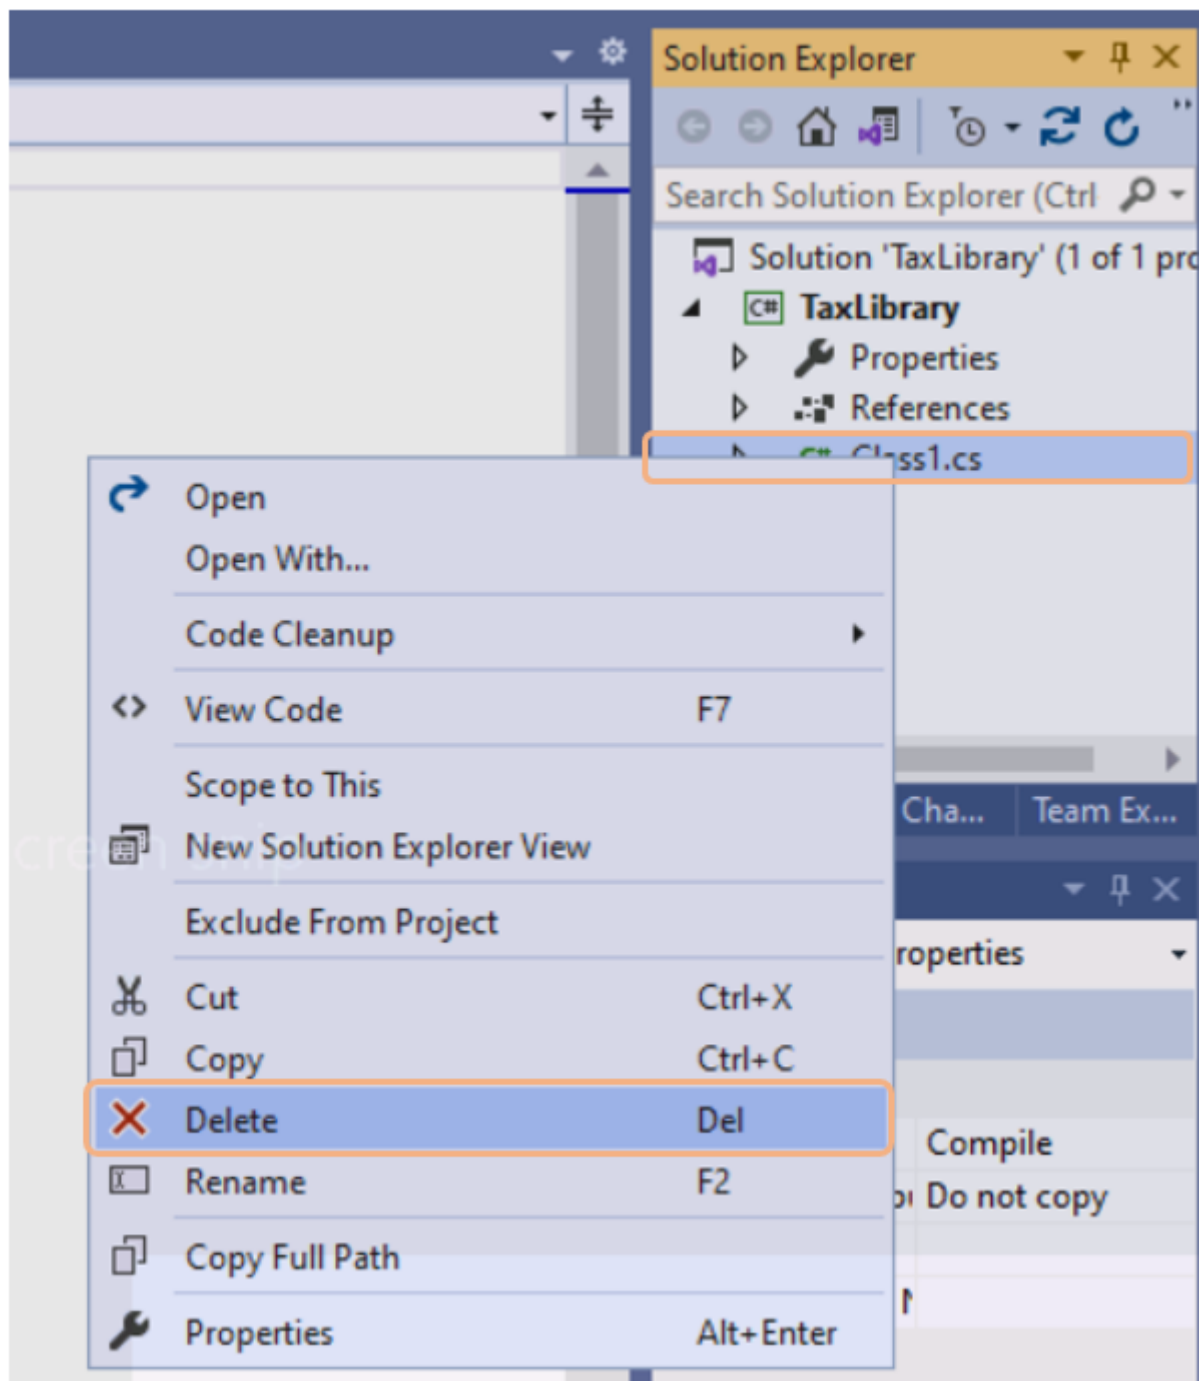 Solution Explorer
Search Solution Explorer (Ctrl
Solution 'TaxLibrary' (1 of 1 pro
C# TaxLibrary
Properties
References
C# Class1.cs
Open
Open With...
Code Cleanup
View Code F7
Scope to This
New Solution Explorer View
Exclude From Project
Cut Ctrl+X
Copy Ctrl+C
Delete Del
Rename F2
Copy Full Path
Properties Alt+Enter
Cha... Team Ex...
roperties
Compile
Do not copy